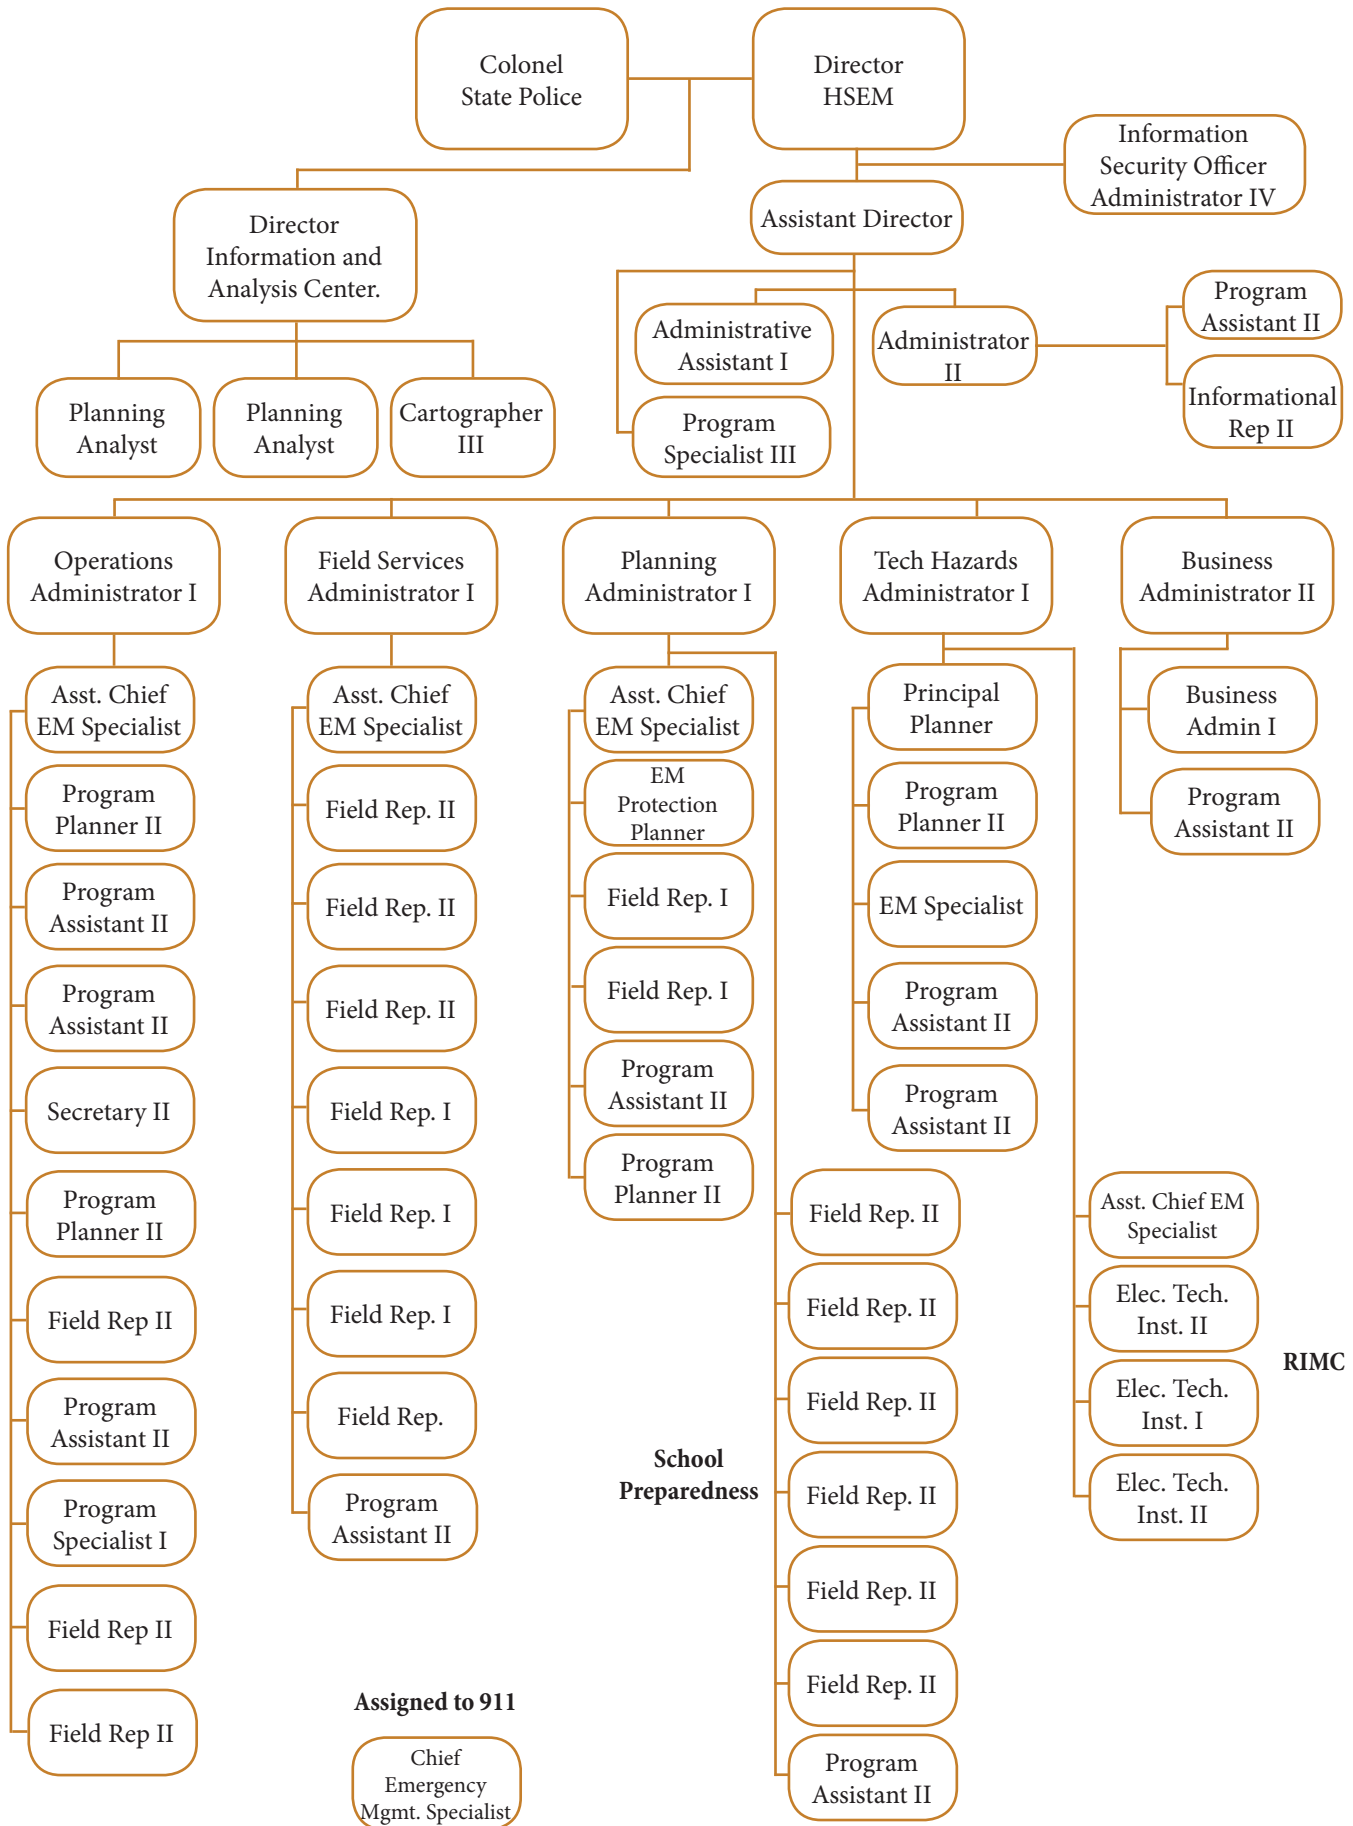 Colonel
State Police
Director
HSEM
Information
Security Officer
Administrator IV
Director
Information and
Analysis Center.
Assistant Director
Administrative
Assistant I
Administrator
II
Program
Assistant II
Informational
Rep II
Program
Specialist III
Planning
Analyst
Planning
Analyst
Cartographer
III
Operations
Administrator I
Field Services
Administrator I
Planning
Administrator I
Tech Hazards
Administrator I
Business
Administrator II
Asst. Chief
EM Specialist
Program
Planner II
Program
Assistant II
Program
Assistant II
Secretary II
Program
Planner II
Field Rep II
Program
Assistant II
Program
Specialist I
Field Rep II
Field Rep II
Asst. Chief
EM Specialist
Field Rep. II
Field Rep. II
Field Rep. II
Field Rep. I
Field Rep. I
Field Rep. I
Field Rep.
Program
Assistant II
Assigned to 911
Chief
Emergency
Mgmt. Specialist
Asst. Chief
EM Specialist
EM
Protection
Planner
Field Rep. I
Field Rep. I
Program
Assistant II
Program
Planner II
School
Preparedness
Field Rep. II
Field Rep. II
Field Rep. II
Field Rep. II
Field Rep. II
Field Rep. II
Program
Assistant II
Principal
Planner
Program
Planner II
EM Specialist
Program
Assistant II
Program
Assistant II
Asst. Chief EM
Specialist
Elec. Tech.
Inst. II
Elec. Tech.
Inst. I
Elec. Tech.
Inst. II
RIMC
Business
Admin I
Program
Assistant II